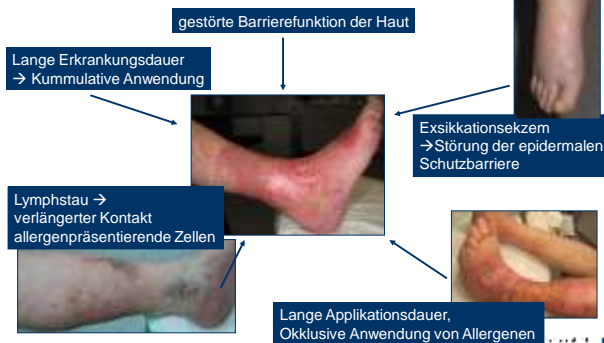 gestörte Barrierefunktion der Haut
Lange Erkrankungsdauer
→ Kummulative Anwendung
Exsikkationsekzem
→Störung der epidermalen
Schutzbarriere
Lymphstau →
verlängerter Kontakt
allergenpräsentierende Zellen
Lange Applikationsdauer,
Okklusive Anwendung von Allergenen